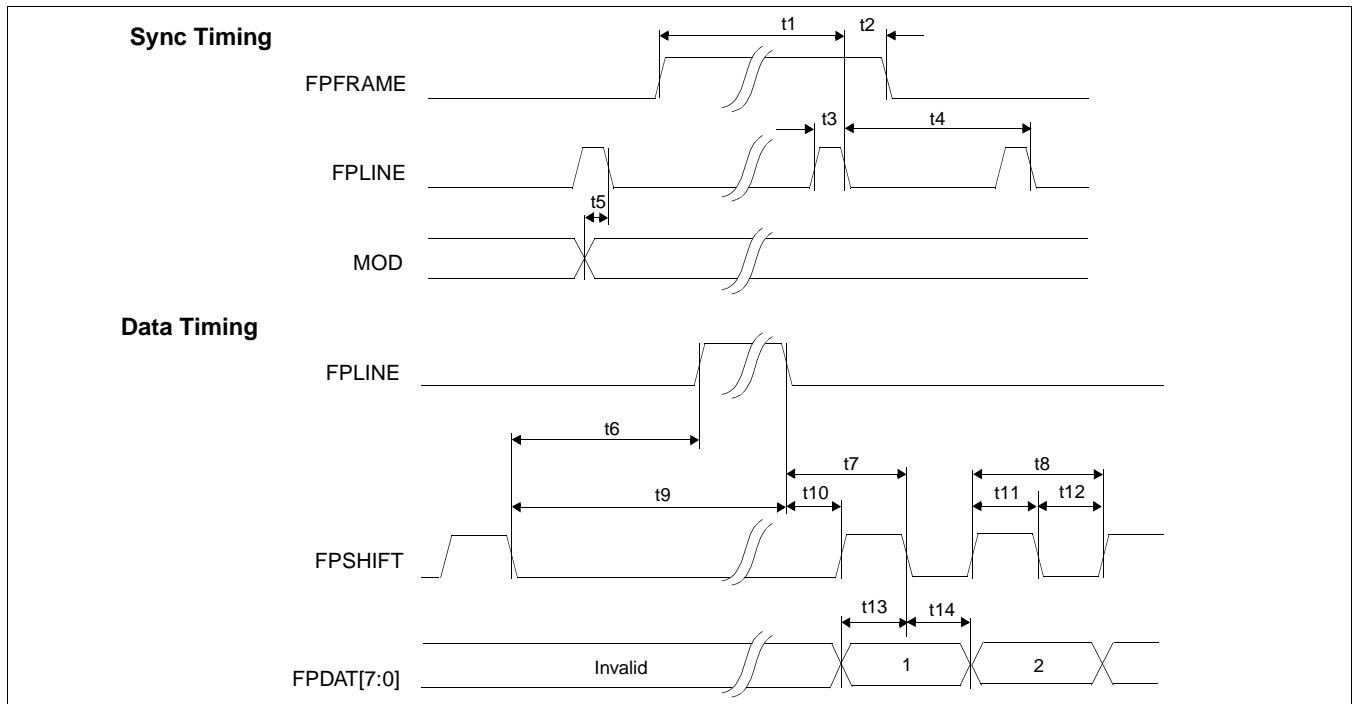 Sync Timing
t1
t2
FPFRAME
t3
t4
FPLINE
t5
MOD
Data Timing
FPLINE
t6
t7
t8
t9
t10
t11
t12
FPSHIFT
t13
t14
FPDAT[7:0]
Invalid
1
2